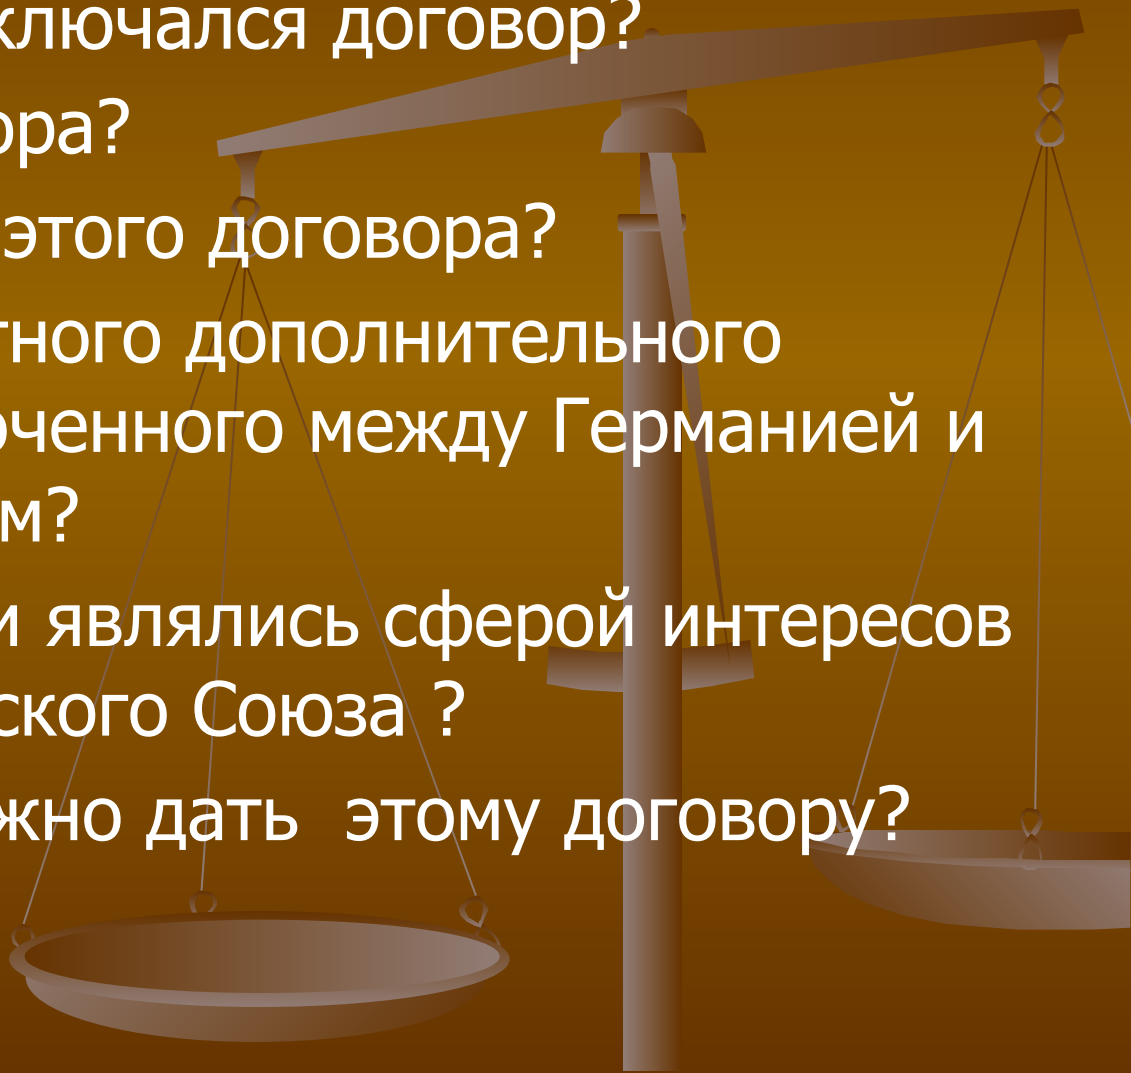 ключался договор?
ора?
этого договора?
тного дополнительного
юченного между Германией и
м?
и являлись сферой интересов
ского Союза ?
жно дать этому договору?